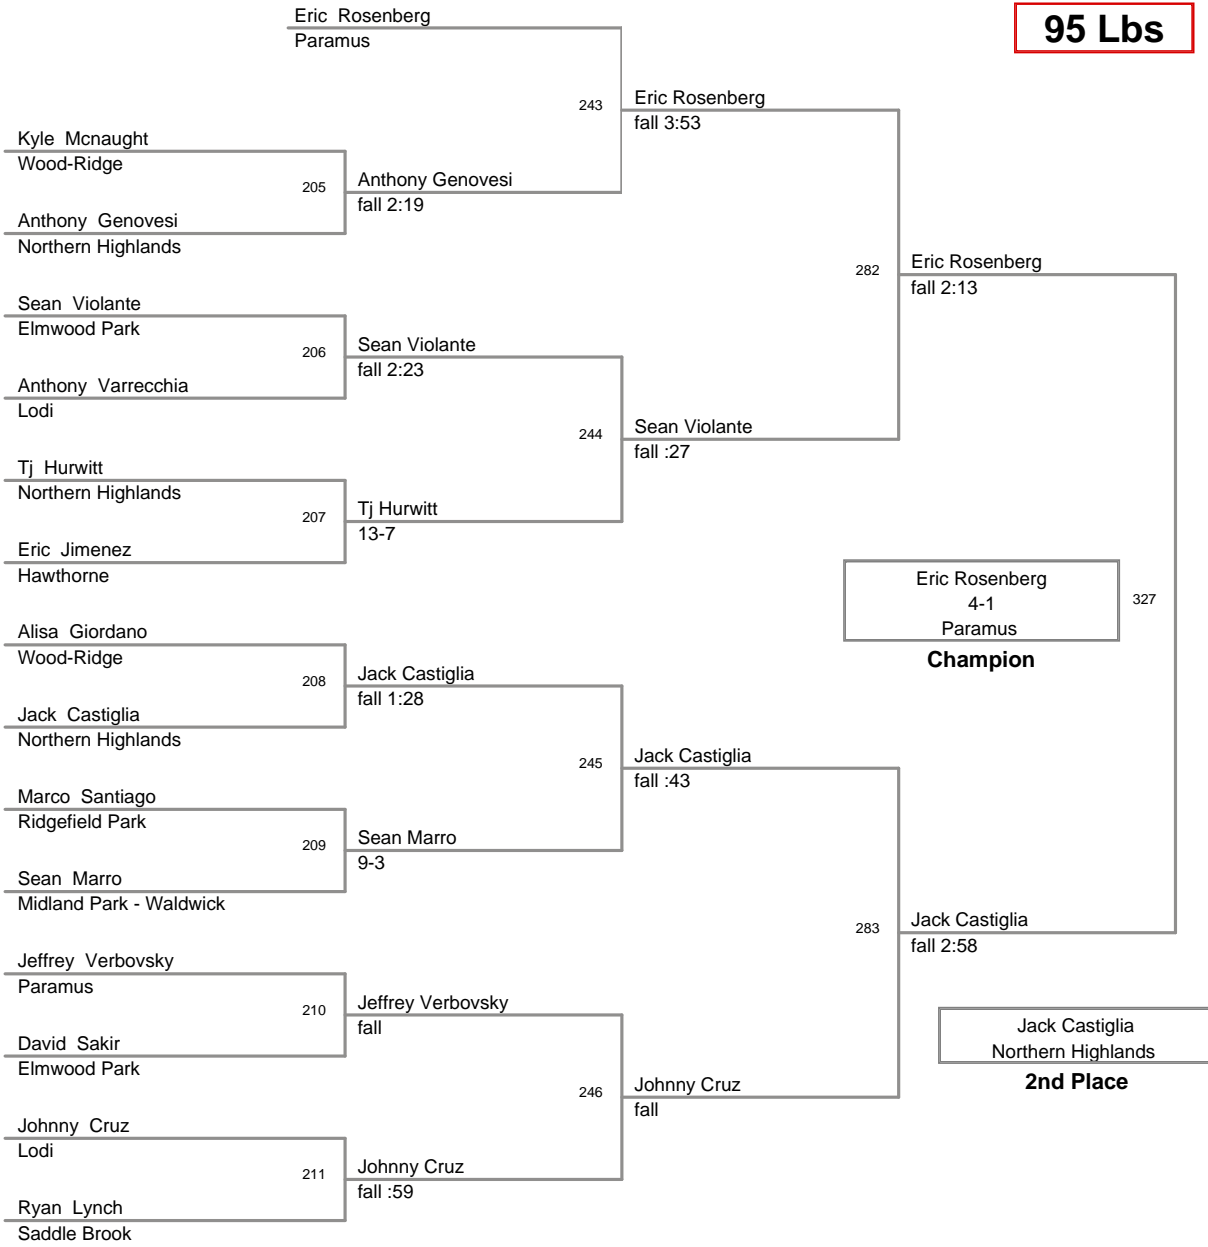 Eric  Rosenberg
Paramus
95 Lbs
243
Eric Rosenberg
fall 3:53
Kyle  Mcnaught
Wood-Ridge
205
Anthony Genovesi
fall 2:19
Anthony  Genovesi
Northern Highlands
282
Eric Rosenberg
fall 2:13
Sean  Violante
Elmwood Park
206
Sean Violante
fall 2:23
Anthony  Varrecchia
Lodi
244
Sean Violante
fall :27
Tj  Hurwitt
Northern Highlands
207
Tj Hurwitt
13-7
Eric  Jimenez
Hawthorne
Eric Rosenberg
4-1
Paramus
Champion
327
Alisa  Giordano
Wood-Ridge
208
Jack Castiglia
fall 1:28
Jack  Castiglia
Northern Highlands
245
Jack Castiglia
fall :43
Marco  Santiago
Ridgefield Park
209
Sean Marro
9-3
Sean  Marro
Midland Park - Waldwick
283
Jack Castiglia
fall 2:58
Jeffrey  Verbovsky
Paramus
210
Jeffrey Verbovsky
fall
David  Sakir
Elmwood Park
Jack Castiglia
Northern Highlands
2nd Place
246
Johnny Cruz
fall
Johnny  Cruz
Lodi
211
Johnny Cruz
fall :59
Ryan  Lynch
Saddle Brook